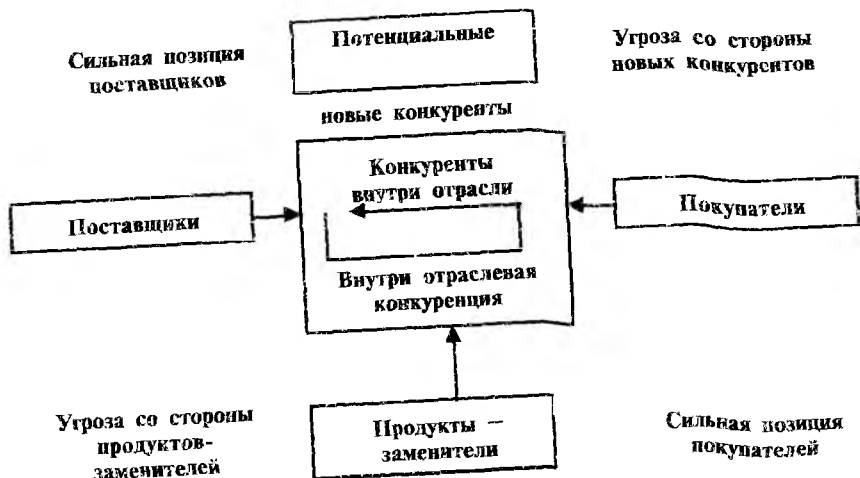 Сильная позиция
поставщиков
Потенциальные
Угроза со стороны
новых конкурентов
новые конкуренты
Конкуренты
внутри отрасли
Поставщики
Покупатели
Внутри отраслевая
конкуренция
Угроза со стороны
продуктов-
заменителей
Продукты —
заменители
Сильная позиция
покупателей